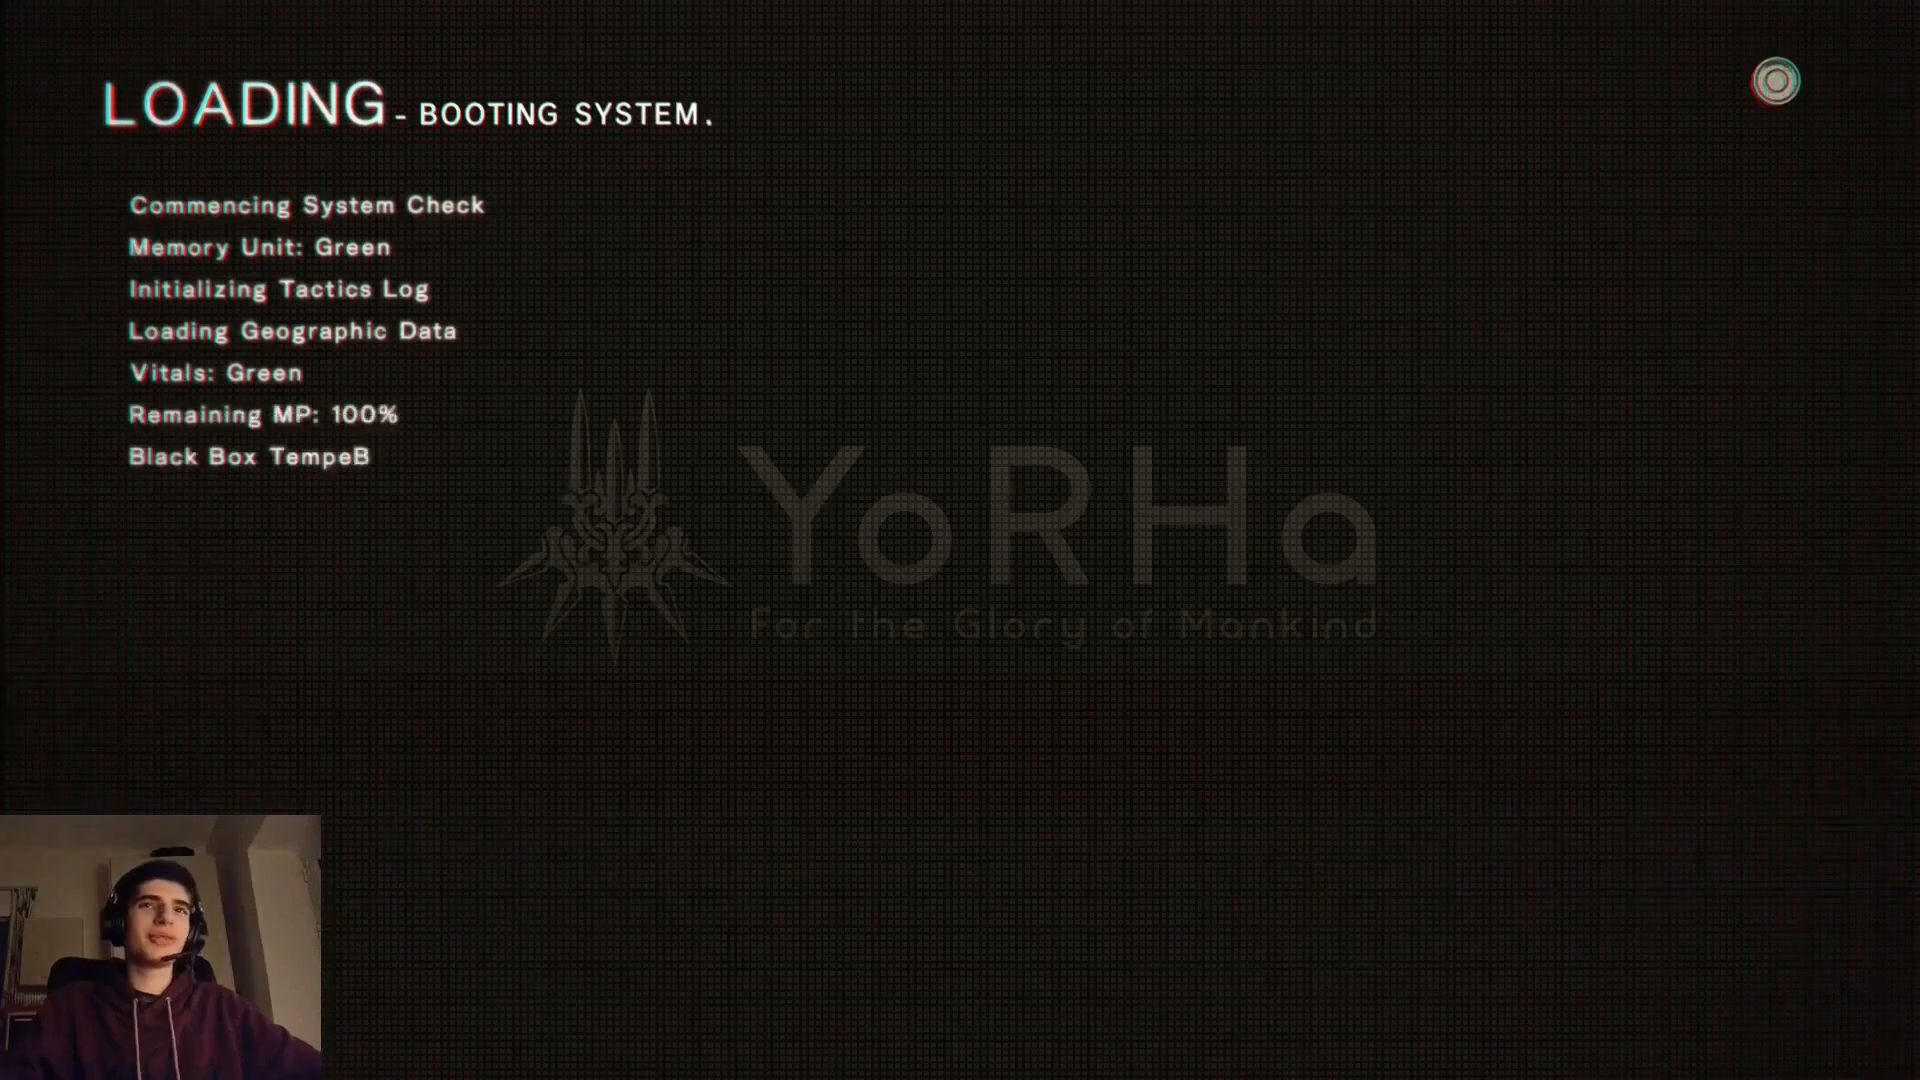 LOADING - BOOTING SYSTEM.
Commencing System Check
Memory Unit: Green
Initializing Tactics Log
Loading Geographic Data
Vitals: Green
Remaining MP: 100%
Black Box TempeB
YoRHa
For the Glory of Mankind